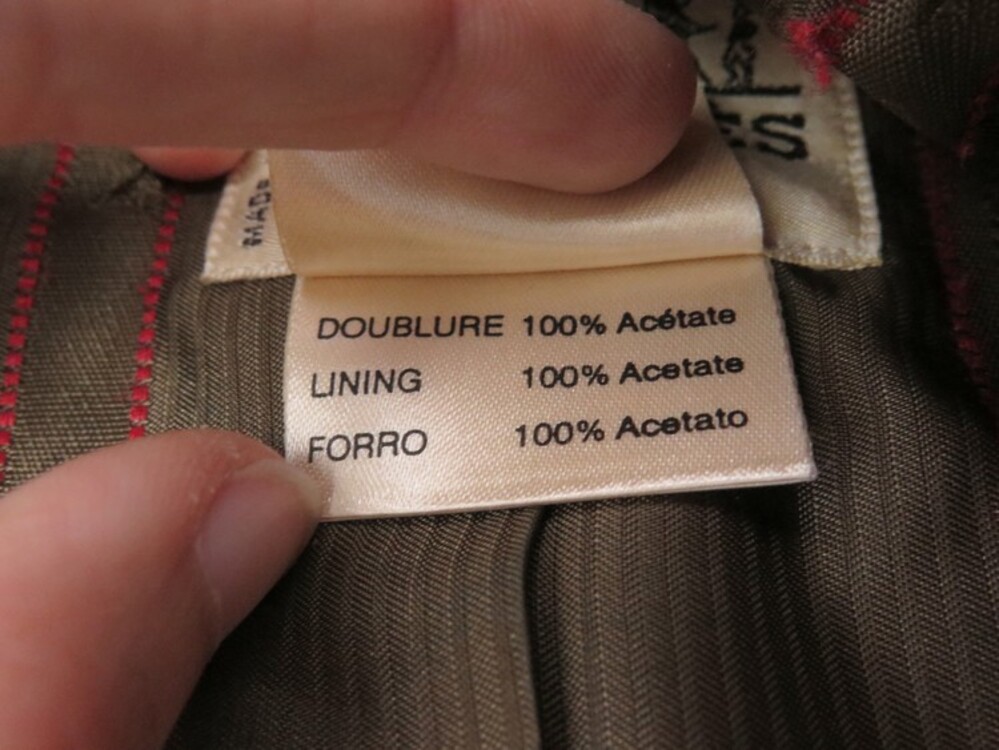 DOUBLURE 100% Acétate
LINING 100% Acetate
FORRO 100% Acetato